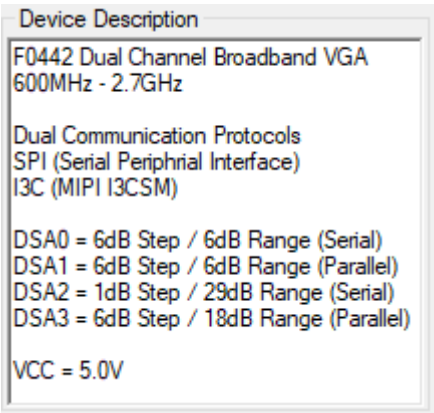 Device Description
F0442 Dual Channel Broadband VGA
600MHz - 2.7GHz
Dual Communication Protocols
SPI (Serial Periphrial Interface)
I3C (MIPI I3CSM)
DSA0 = 6dB Step / 6dB Range (Serial)
DSA1 = 6dB Step / 6dB Range (Parallel)
DSA2 = 1dB Step / 29dB Range (Serial)
DSA3 = 6dB Step / 18dB Range (Parallel)
VCC = 5.0V